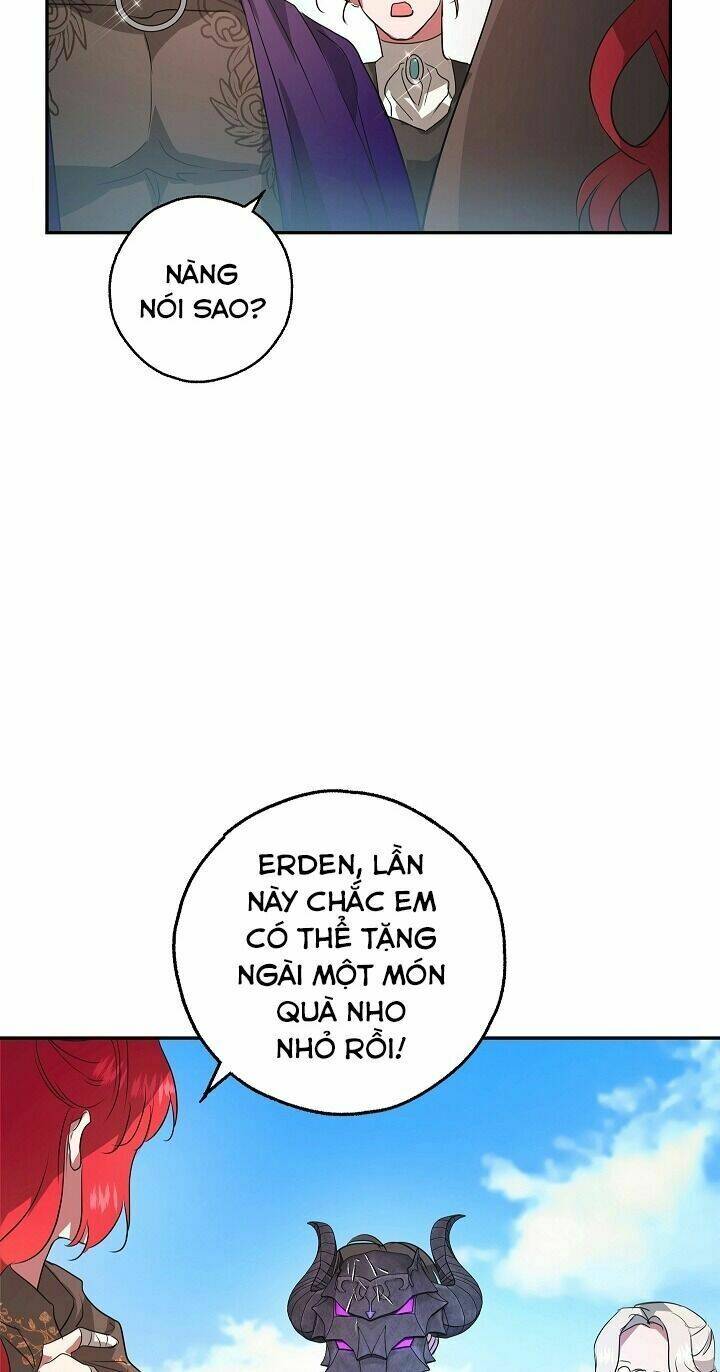 NÀNG
NÓI SAO?
ERDEN, LẦN
NÀY CHẮC EM
CÓ THỂ TẶNG
NGÀI MỘT MÓN
QUÀ NHO
NHỎ RỒI!